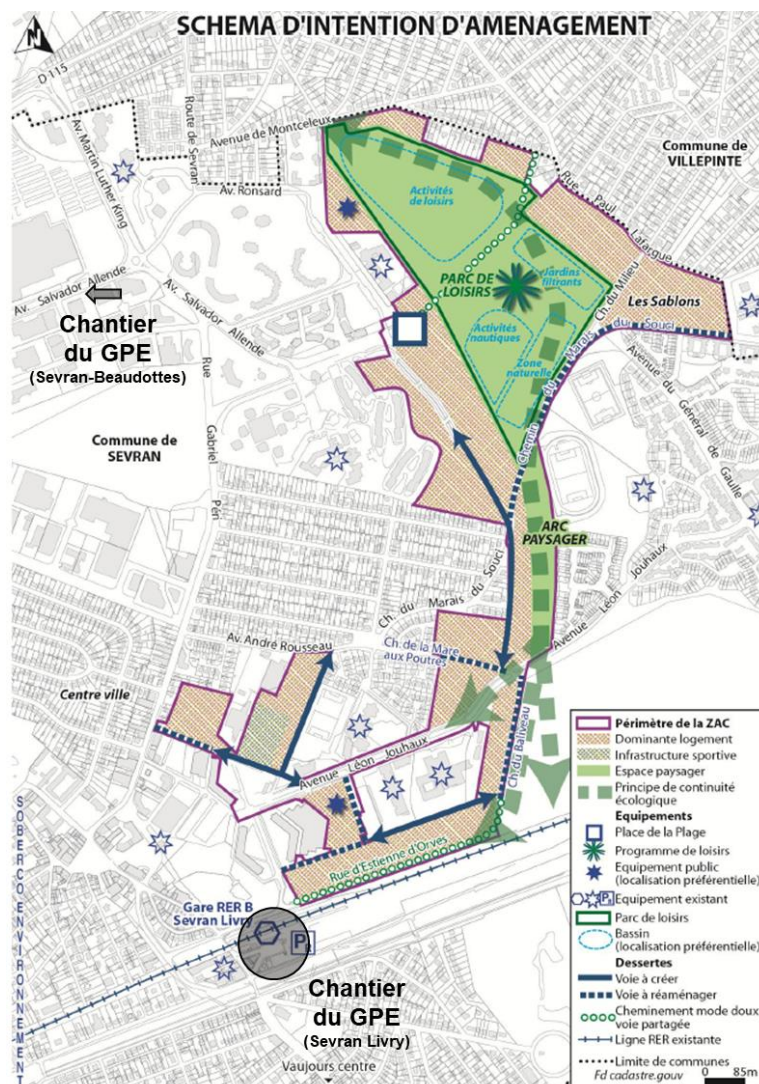 SCHEMA D'INTENTION D'AMENAGEMENT
N
D 115
Av. Martin Luther King
Route de Sevran
Avenue de Montceleux
Av. Ronsard
Commune de
VILLEPINTE
Rue Paul Lafargue
Activités
de loisirs
PARC DE
LOISIRS
Jardins
filtrants
Ch. du Milieu
Les Sablons
Activités
nautiques
Zone
naturelle
Chemin du Marais du Souci
Avenue du Général de Gaulle
Av. Salvador Allende
Av. Salvador Allende
Chantier
du GPE
(Sevran-Beaudottes)
Rue Gabriel Péri
Commune de
SEVRAN
ARC
PAYSAGER
Ch. du Marais du Souci
Avenue Léon Jouhaux
Av. André Rousseau
Ch. de la Mare
aux Poutres
Centre ville
Avenue Léon Jouhaux
Ch. du Baliveau
Rue d'Estienne d'Orves
Gare RER B
Sevran Livry
P
Chantier
du GPE
(Sevran Livry)
Vaujours centre
SOBERCO ENVIRONNEMENT
Périmètre de la ZAC
Dominante logement
Infrastructure sportive
Espace paysager
Principe de continuité
écologique
Equipements
Place de la Plage
Programme de loisirs
Equipement public
(localisation préférentielle)
P Equipement existant
Parc de loisirs
Bassin
(localisation préférentielle)
Dessertes
Voie à créer
Voie à réaménager
Cheminement mode doux
voie partagée
Ligne RER existante
Limite de communes
Fd cadastre.gouv
0 85m